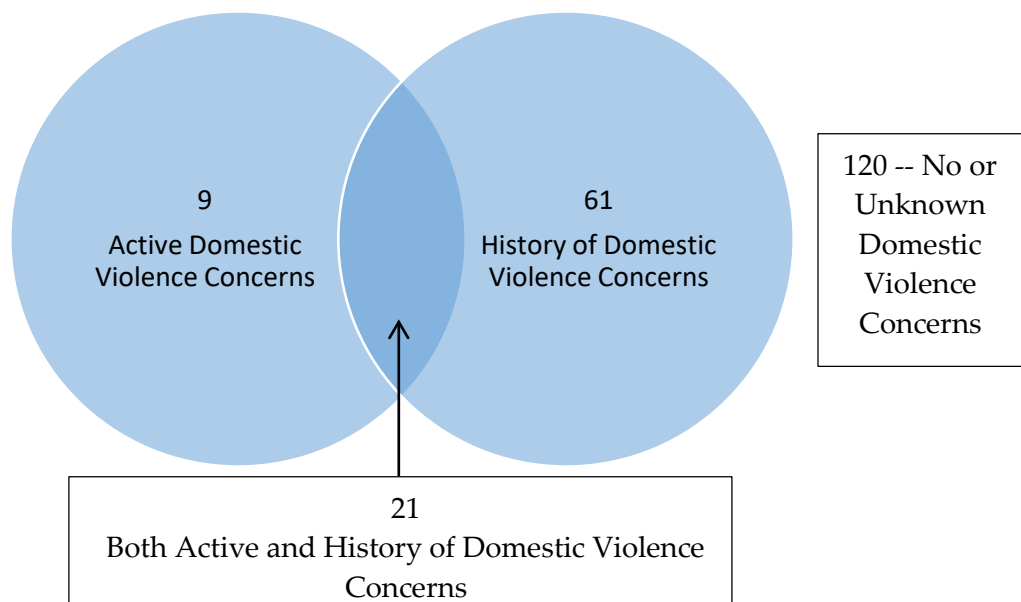 9
Active Domestic
Violence Concerns
61
History of Domestic
Violence Concerns
120 -- No or
Unknown
Domestic
Violence
Concerns
21
Both Active and History of Domestic Violence
Concerns